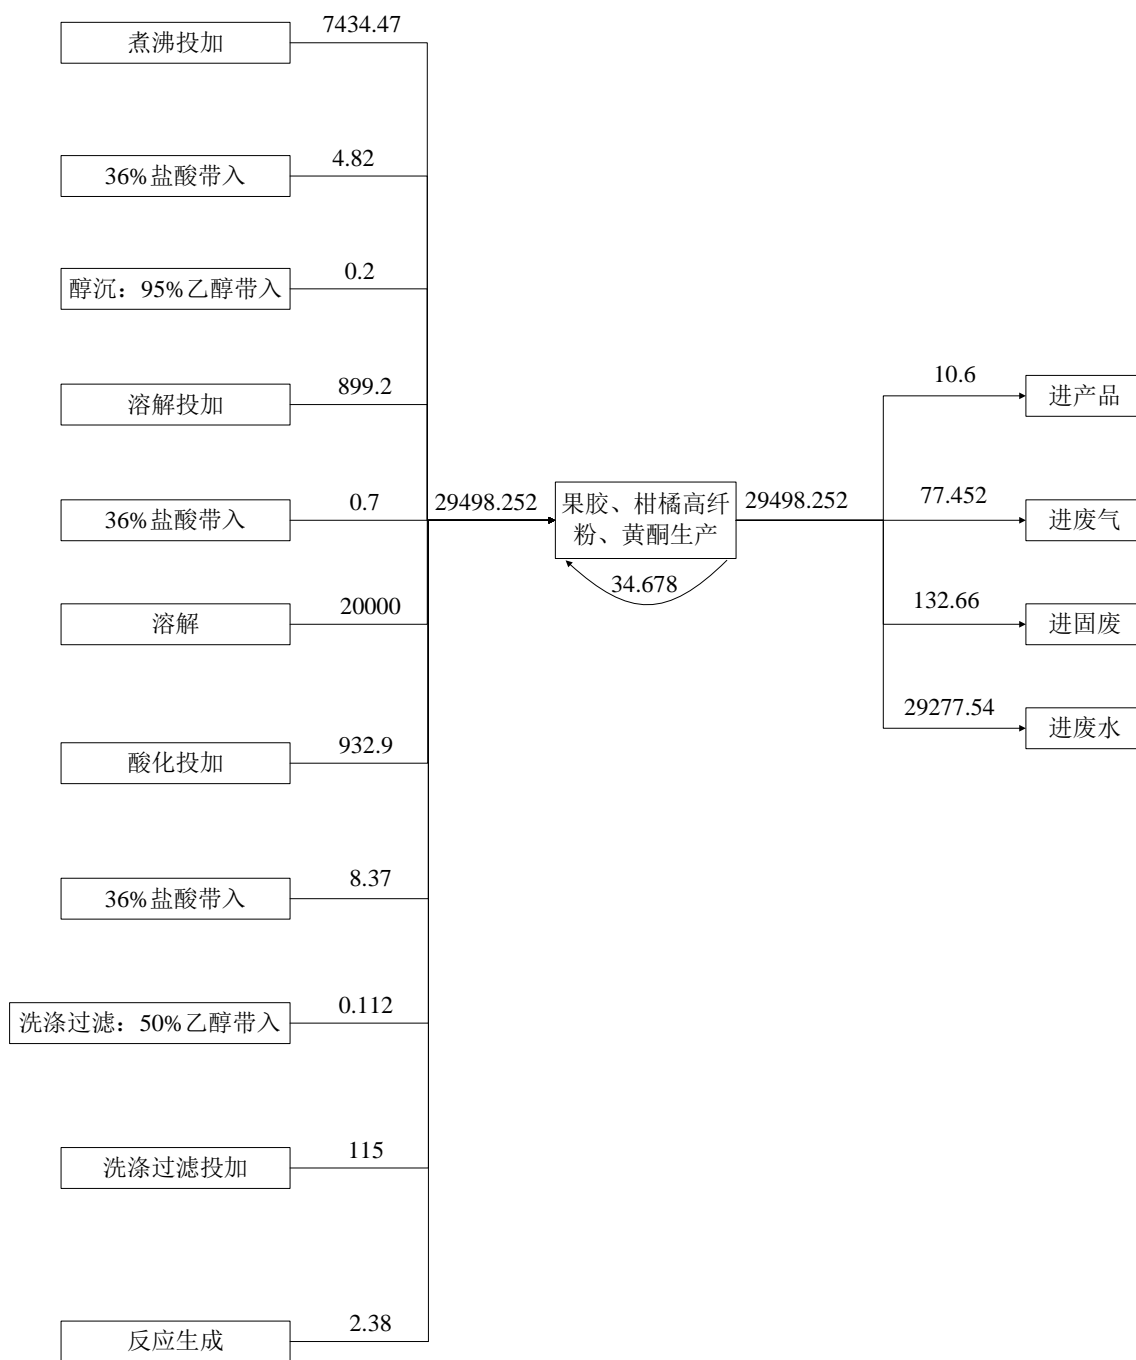 7434.47
煮沸投加
4.82
36%盐酸带入
0.2
醇沉：95%乙醇带入
899.2
溶解投加
0.7
36%盐酸带入
20000
溶解
932.9
酸化投加
8.37
36%盐酸带入
0.112
洗涤过滤：50%乙醇带入
115
洗涤过滤投加
2.38
反应生成
29498.252
果胶、柑橘高纤
粉、黄酮生产
34.678
29498.252
10.6
进产品
77.452
进废气
132.66
进固废
29277.54
进废水